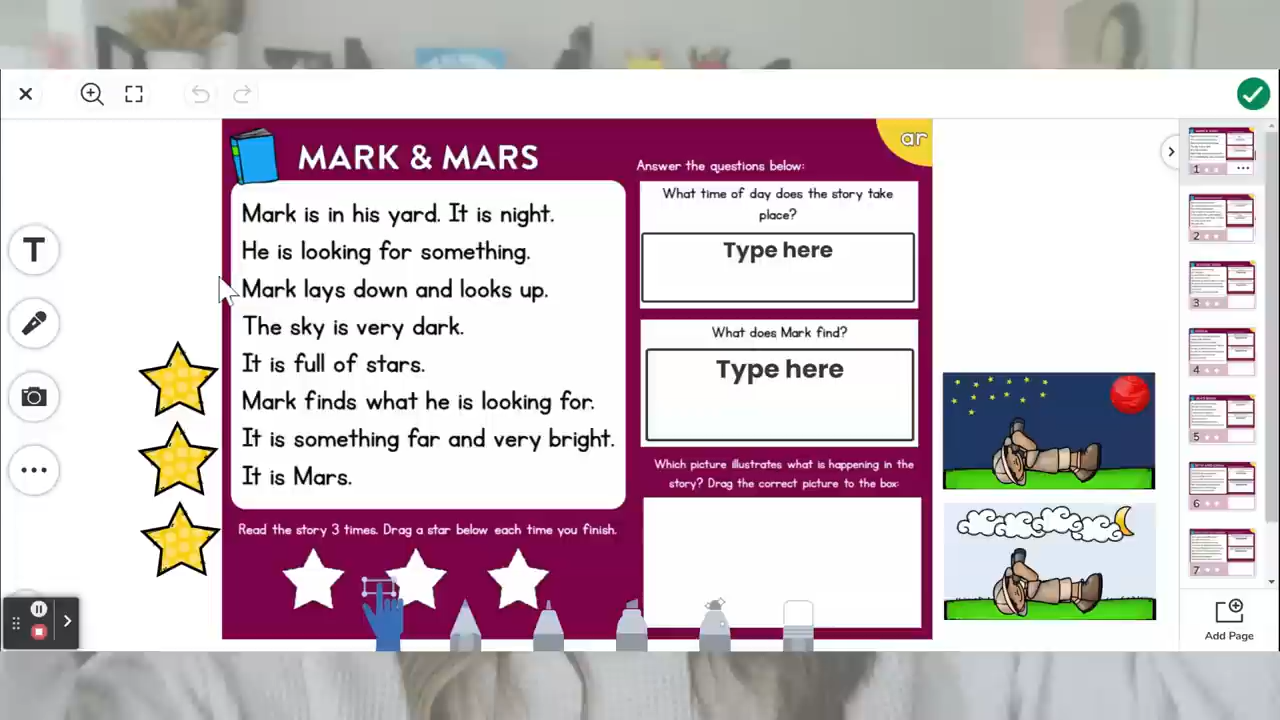 MARK & MARS
ar
Mark is in his yard. It is night.
He is looking for something.
Mark lays down and looks up.
The sky is very dark.
It is full of stars.
Mark finds what he is looking for.
It is something far and very bright.
It is Mars.
Read the story 3 times. Drag a star below each time you finish.
Answer the questions below:
What time of day does the story take
place?
Type here
What does Mark find?
Type here
Which picture illustrates what is happening in the
story? Drag the correct picture to the box:
T
1
2
3
4
5
6
7
Add Page